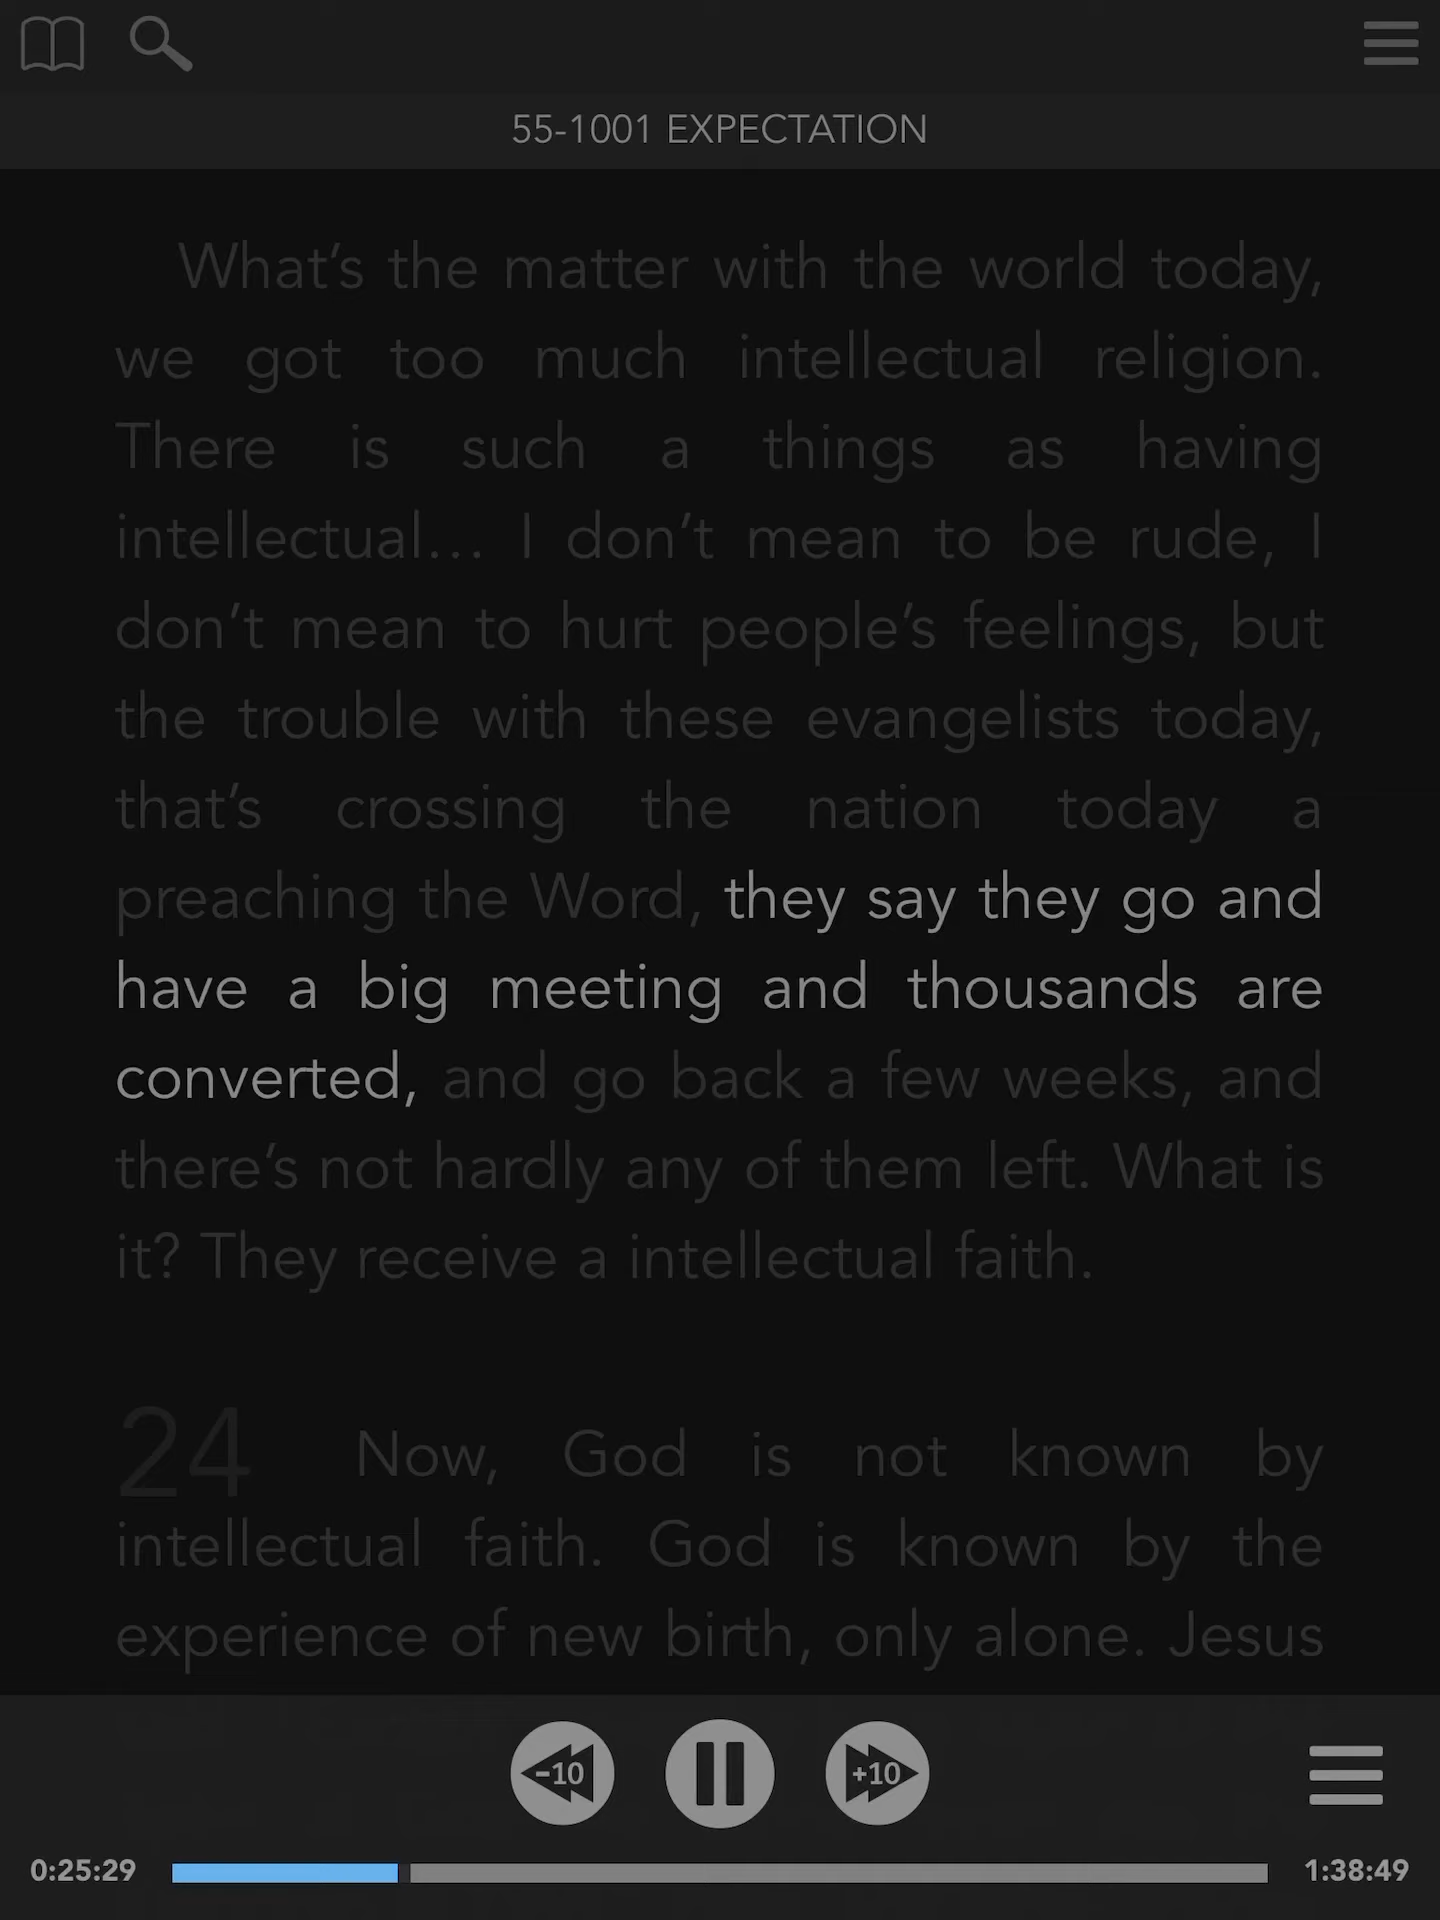 55-1001 EXPECTATION
What’s the matter with the world today,
we got too much intellectual religion.
There is such a things as having
intellectual… I don’t mean to be rude, I
don’t mean to hurt people’s feelings, but
the trouble with these evangelists today,
that’s crossing the nation today a
preaching the Word, they say they go and
have a big meeting and thousands are
converted, and go back a few weeks, and
there’s not hardly any of them left. What is
it? They receive a intellectual faith.
24 Now, God is not known by
intellectual faith. God is known by the
experience of new birth, only alone. Jesus
-10 +10
0:25:29 1:38:49